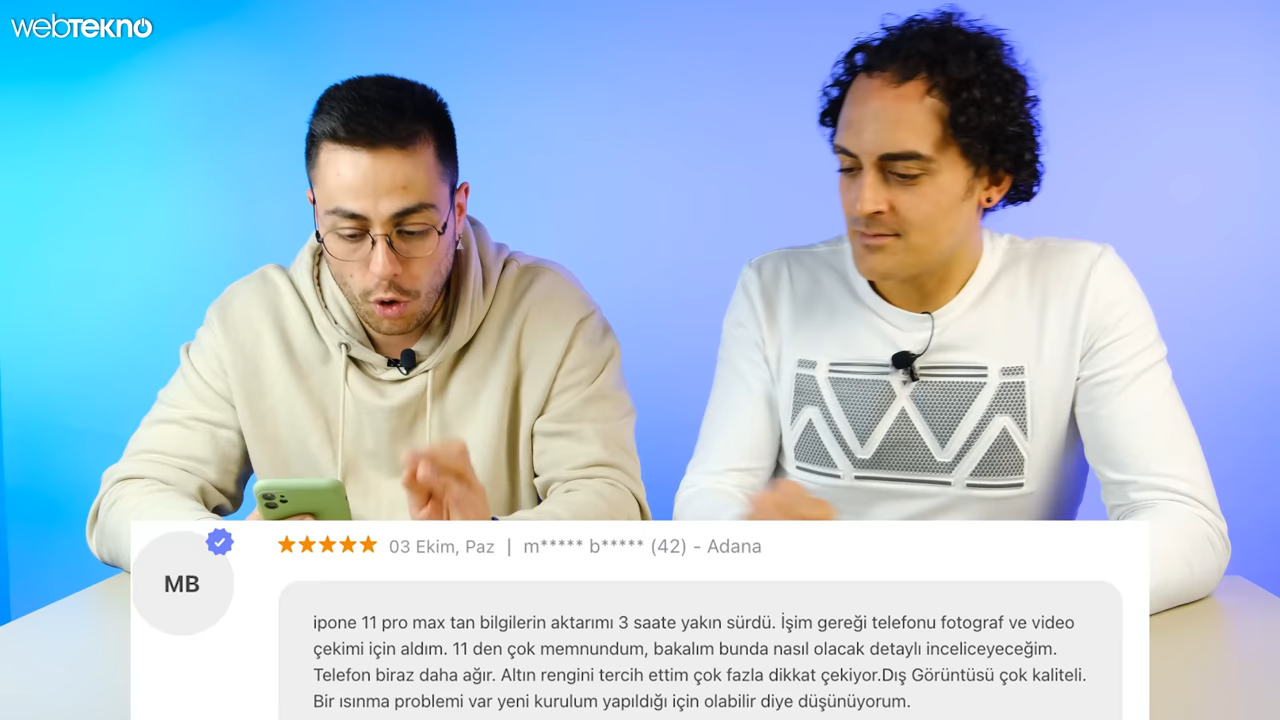 webTEKNO
★★★★★ 03 Ekim, Paz | m***** b***** (42) - Adana
MB
ipone 11 pro max tan bilgilerin aktarımı 3 saate yakın sürdü. İşim gereği telefonu fotograf ve video
çekimi için aldım. 11 den çok memnundum, bakalım bunda nasıl olacak detaylı inceliceyeceğim.
Telefon biraz daha ağır. Altın rengini tercih ettim çok fazla dikkat çekiyor.Dış Görüntüsü çok kaliteli.
Bir ısınma problemi var yeni kurulum yapıldığı için olabilir diye düşünüyorum.